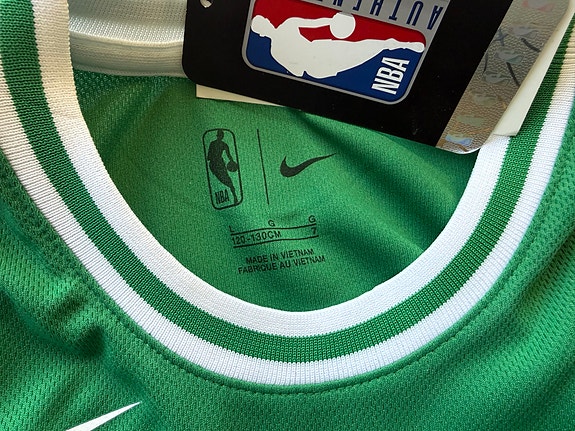 AUTHENTIC
NBA
NBA
L G G
120-130CM 7
MADE IN VIETNAM
FABRIQUE AU VIETNAM